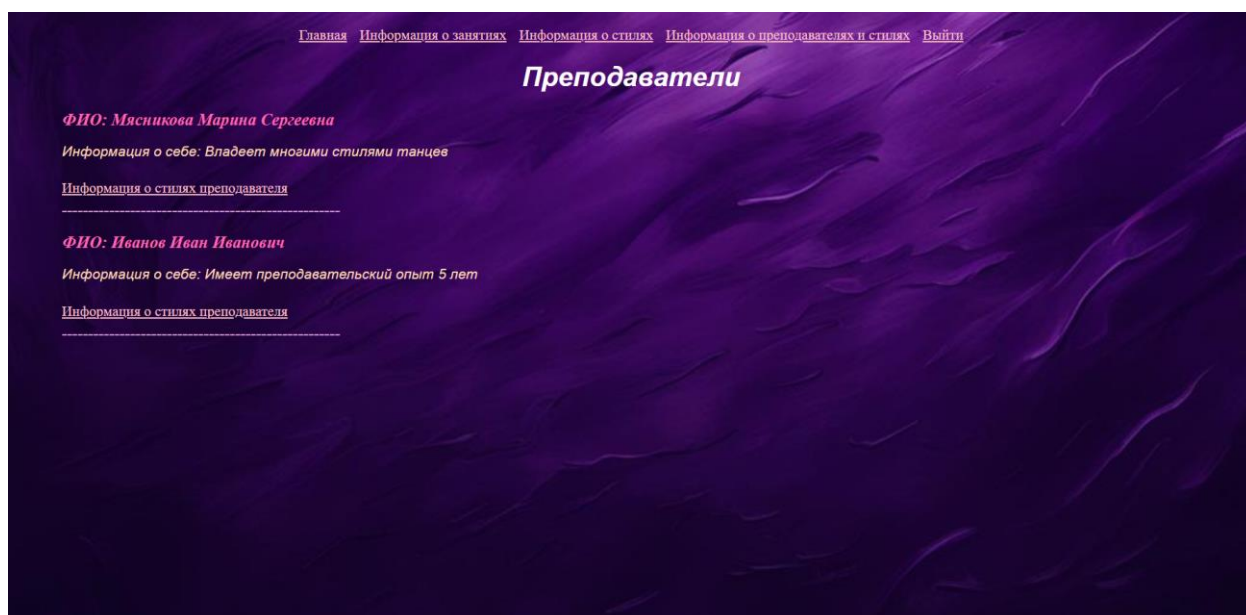 Главная Информация о занятиях Информация о стилях Информация о преподавателях и стилях Выйти
Преподаватели
ФИО: Мясникова Марина Сергеевна
Информация о себе: Владеет многими стилями танцев
Информация о стилях преподавателя
-----------------------------------------------------
ФИО: Иванов Иван Иванович
Информация о себе: Имеет преподавательский опыт 5 лет
Информация о стилях преподавателя
-----------------------------------------------------